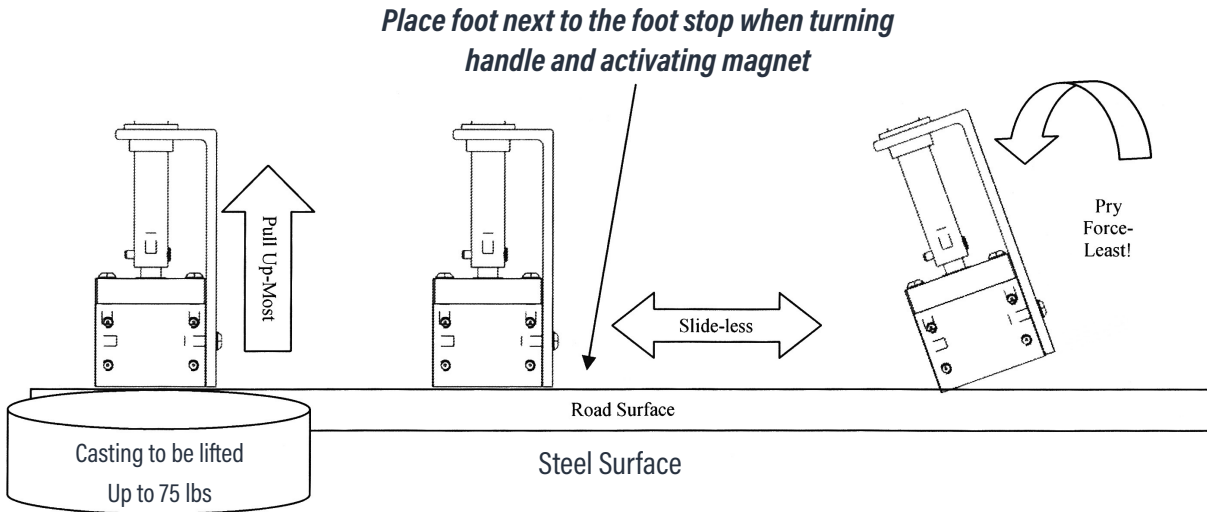 Place foot next to the foot stop when turning
handle and activating magnet
Pull Up-Most
Slide-less
Pry
Force-
Least!
Road Surface
Casting to be lifted
Up to 75 lbs
Steel Surface